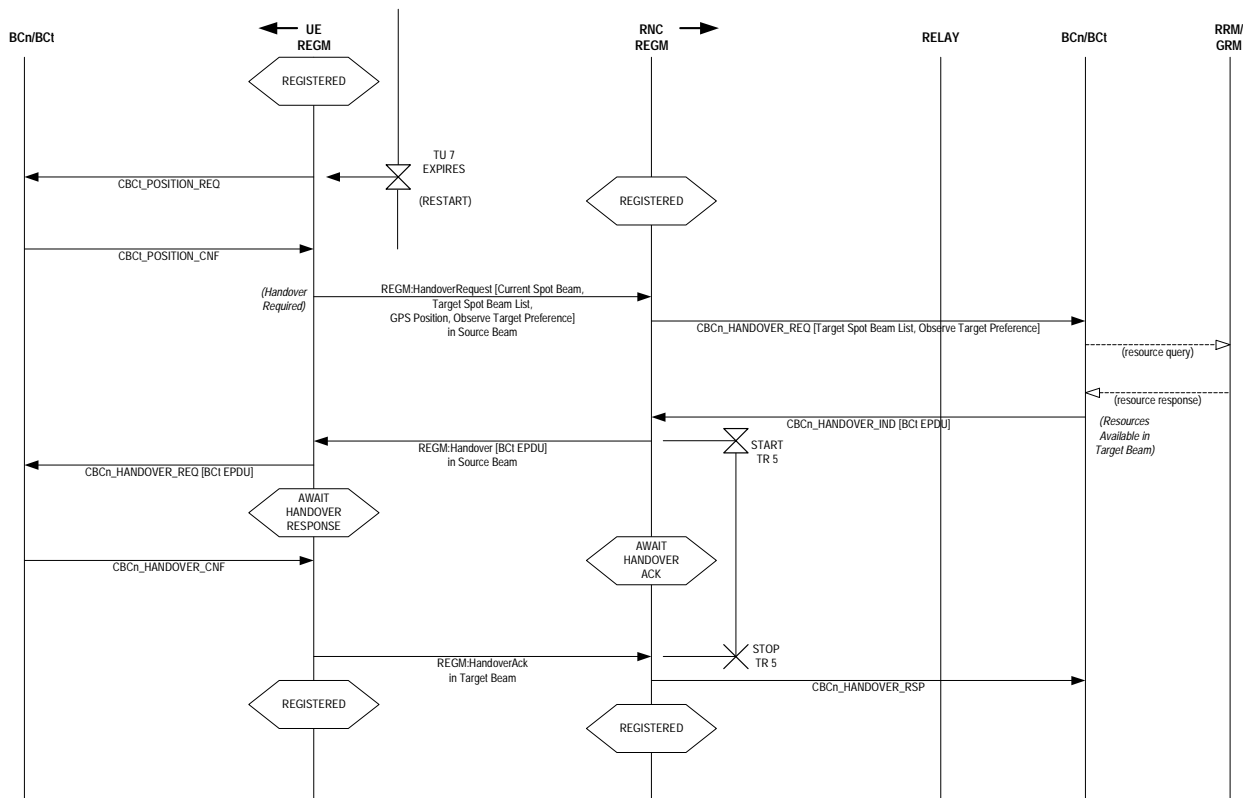 BCn/BCt
UE
REGM
RNC
REGM
RELAY
BCn/BCt
RRM/
GRM
REGISTERED
TU 7
EXPIRES
(RESTART)
CBCt_POSITION_REQ
REGISTERED
CBCt_POSITION_CNF
(Handover
Required)
REGM:HandoverRequest [Current Spot Beam,
Target Spot Beam List,
GPS Position, Observe Target Preference]
in Source Beam
CBCn_HANDOVER_REQ [Target Spot Beam List, Observe Target Preference]
(resource query)
(resource response)
CBCn_HANDOVER_IND [BCt EPDU]
(Resources
Available in
Target Beam)
REGM:Handover [BCt EPDU]
in Source Beam
START
TR 5
CBCn_HANDOVER_REQ [BCt EPDU]
AWAIT
HANDOVER
RESPONSE
AWAIT
HANDOVER
ACK
CBCn_HANDOVER_CNF
REGM:HandoverAck
in Target Beam
STOP
TR 5
CBCn_HANDOVER_RSP
REGISTERED
REGISTERED